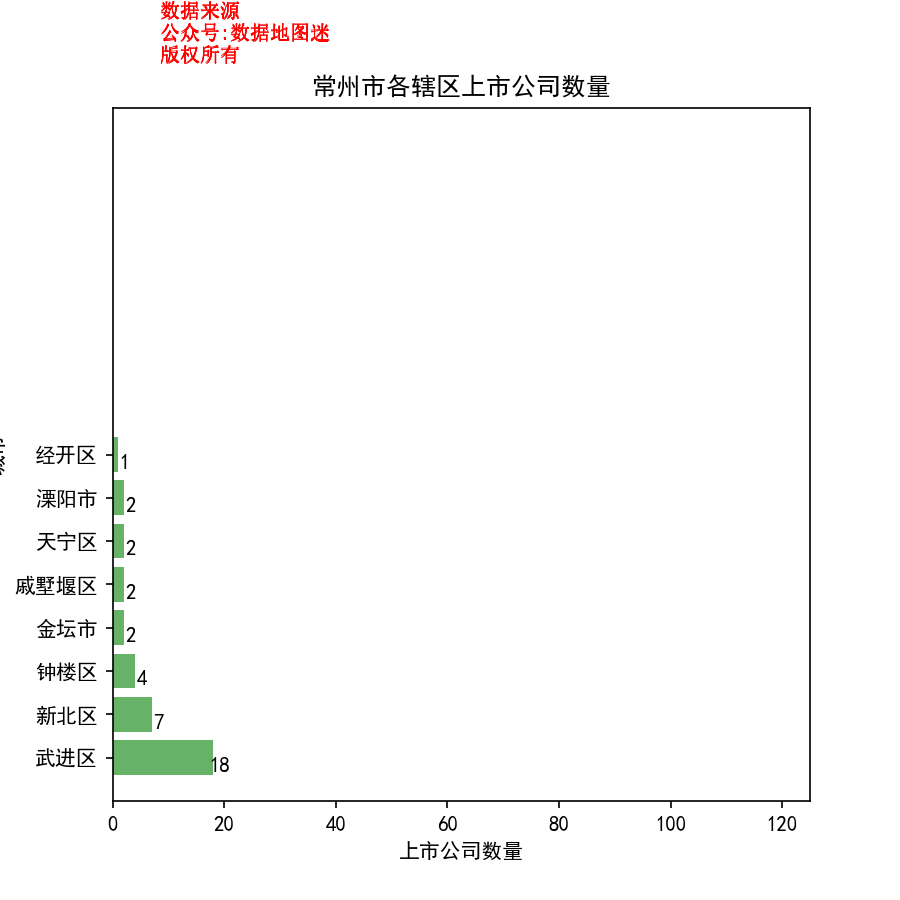 数据来源
公众号:数据地图迷
版权所有
常州市各辖区上市公司数量
经开区 1
溧阳市 2
天宁区 2
戚墅堰区 2
金坛市 2
钟楼区 4
新北区 7
武进区 18
0 20 40 60 80 100 120
上市公司数量